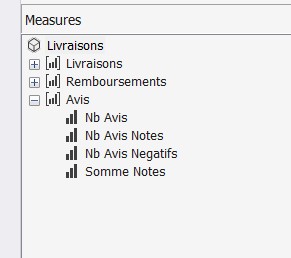 Measures
Livraisons
Livraisons
Remboursements
Avis
Nb Avis
Nb Avis Notes
Nb Avis Negatifs
Somme Notes